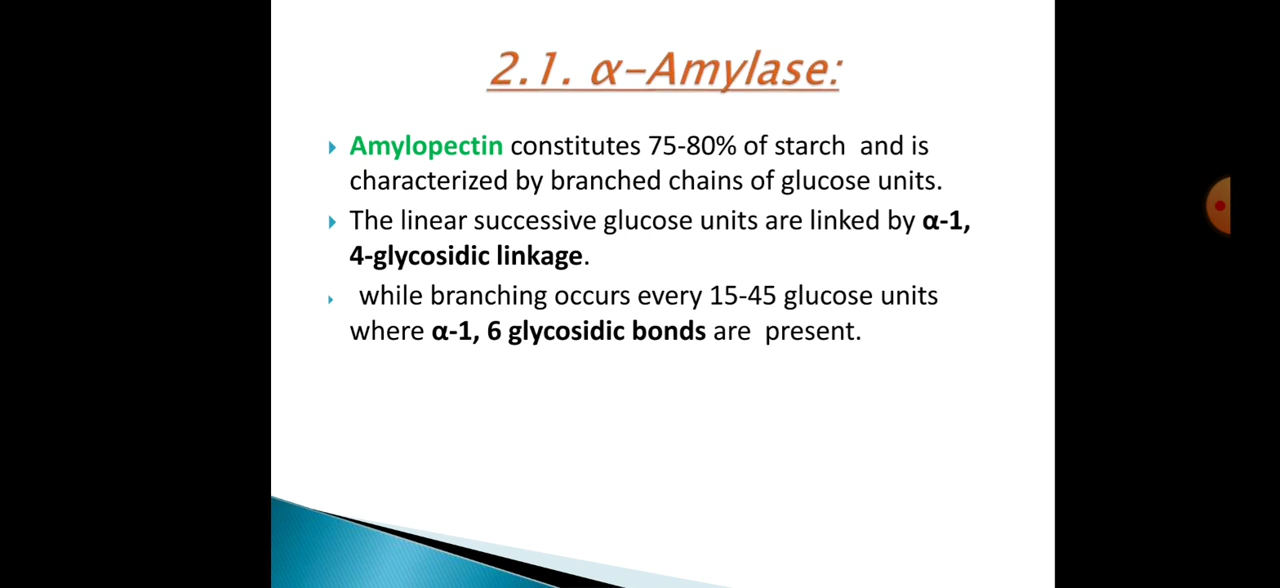 2.1. α-Amylase:
Amylopectin constitutes 75-80% of starch and is
characterized by branched chains of glucose units.
The linear successive glucose units are linked by α-1,
4-glycosidic linkage.
while branching occurs every 15-45 glucose units
where α-1, 6 glycosidic bonds are present.